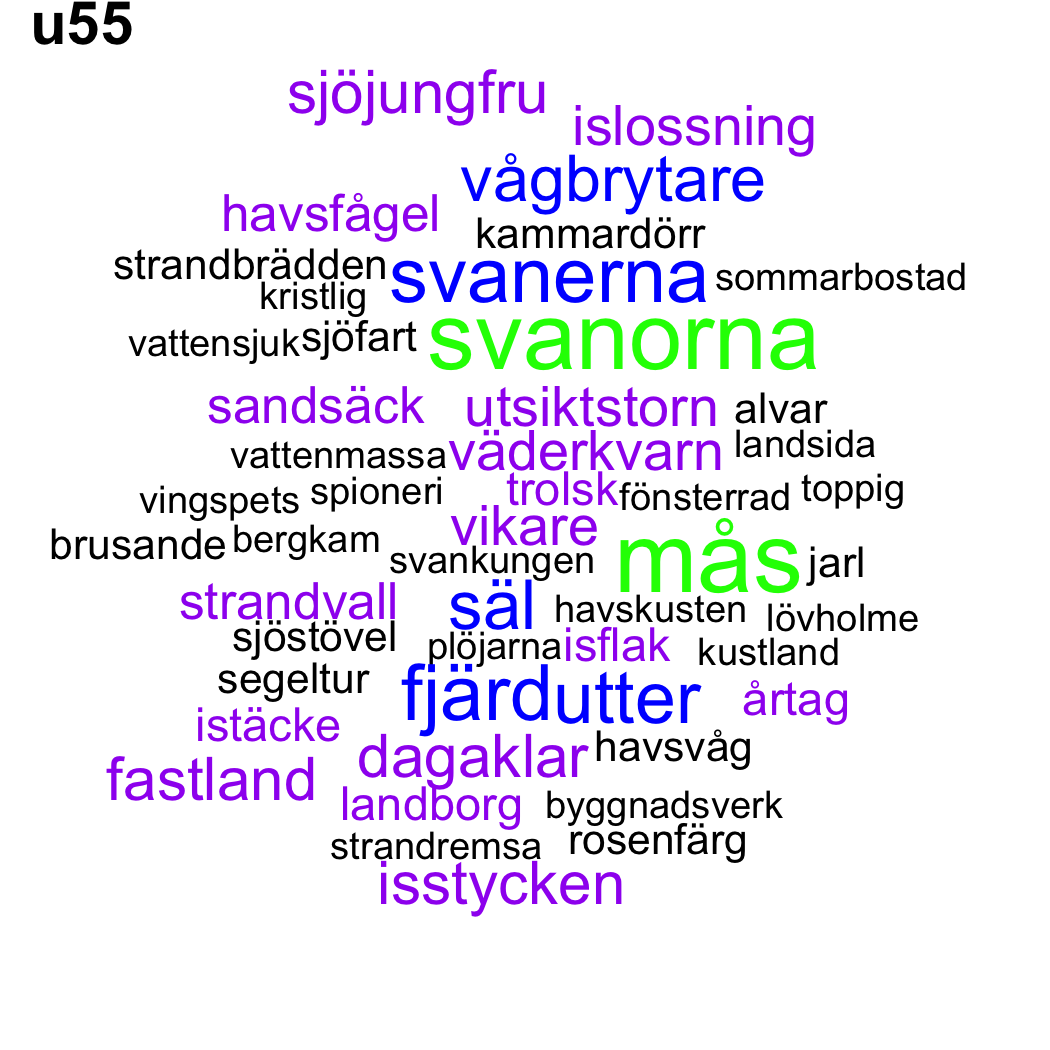 u55
sjöjungfru
islossning
vågbrytare
havsfågel
kammardörr
strandbrädden svanerna sommarbostad
kristlig
vattensjuk sjöfart svanorna
sandsäck utsiktstorn alvar
vattenmassa väderkvarn landsida
vingspets spioneri trolsk fönsterrad toppig
brusande bergkam vikare
svankungen mås jarl
strandvall säl havskusten lövholme
sjöstövel plöjarna isflak kustland
segeltur fjärd utter årtag
istäcke
dagaklar havsvåg
fastland
landborg byggnadsverk
strandremsa rosenfärg
isstycken